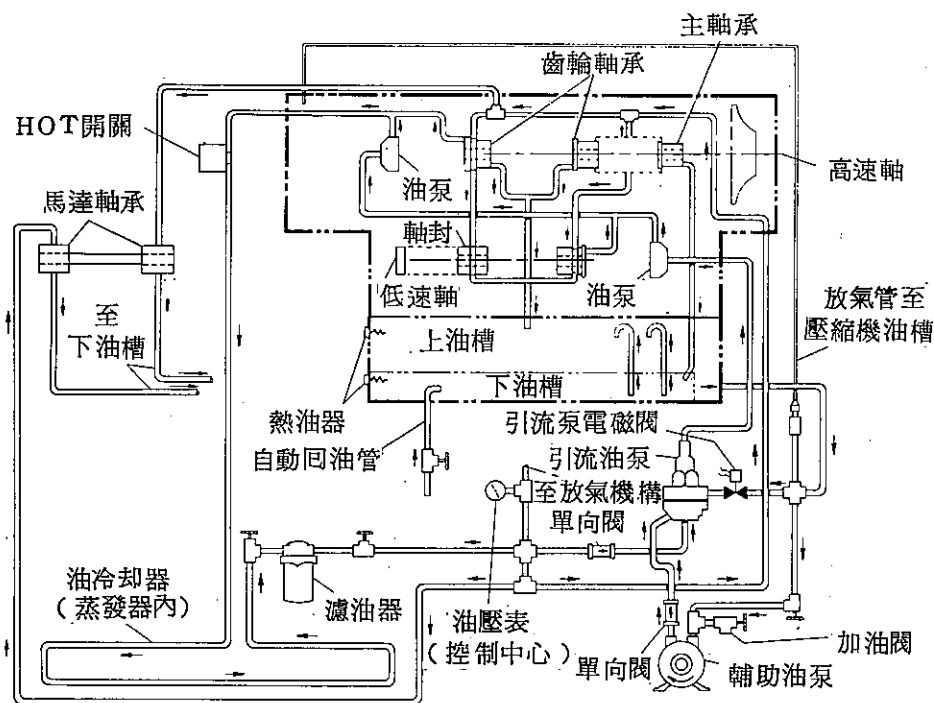 主軸承
齒輪軸承
HOT開關
油泵
高速軸
馬達軸承
軸封
低速軸
油泵
至
下油槽
放氣管至
壓縮機油槽
上油槽
下油槽
熱油器
引流泵電磁閥
自動回油管
引流油泵
至放氣機構
單向閥
油冷却器
(蒸發器內)
濾油器
油壓表
(控制中心)
單向閥
加油閥
輔助油泵